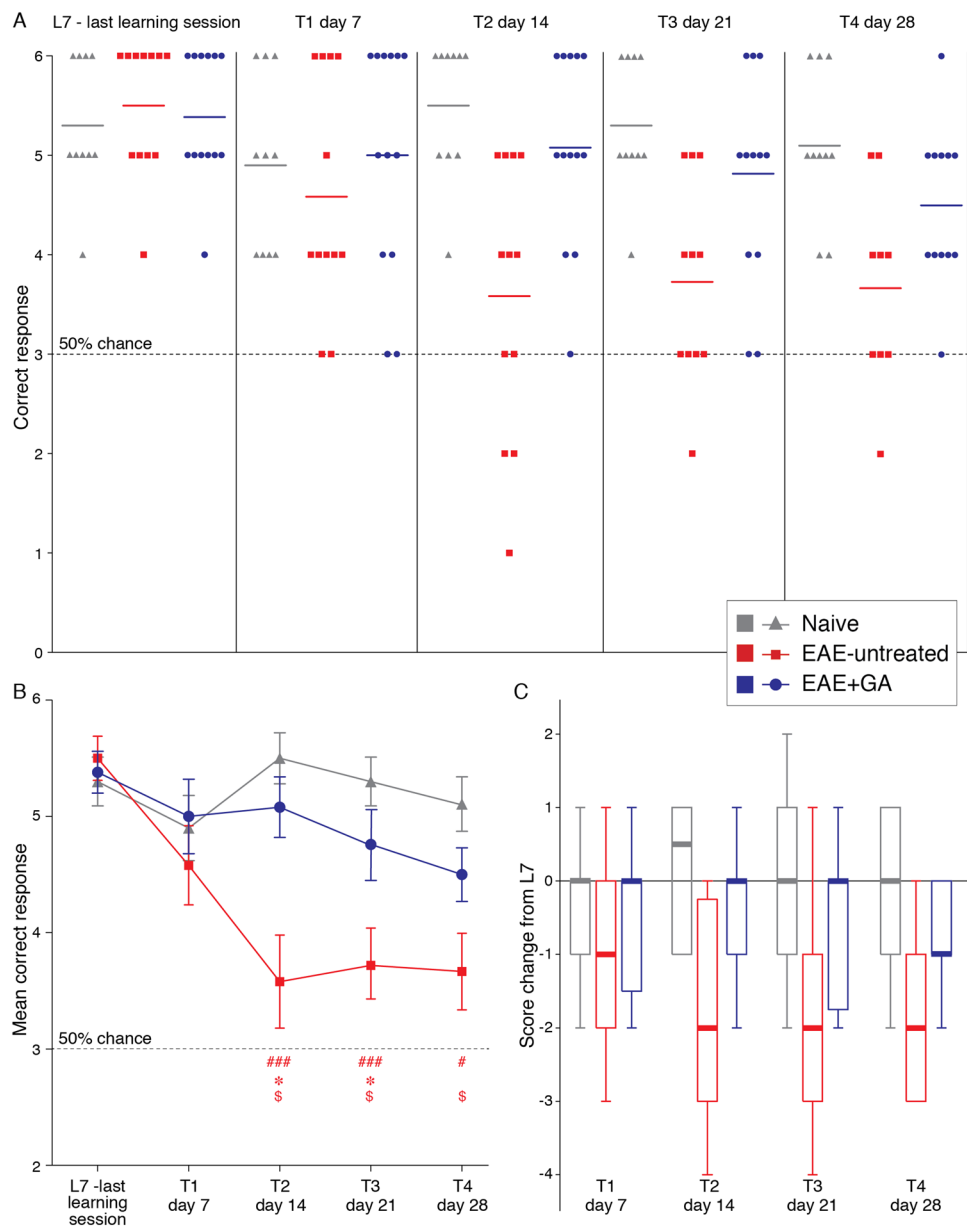 A
L7 - last learning session
T1 day 7
T2 day 14
T3 day 21
T4 day 28
Correct response
6
5
4
3
2
1
0
50% chance
Naive
EAE-untreated
EAE+GA
B
Mean correct response
6
5
4
3
2
50% chance
### ### #
* *
$ $ $
L7 -last
learning
session
T1
day 7
T2
day 14
T3
day 21
T4
day 28
C
Score change from L7
2
1
0
-1
-2
-3
-4
T1
day 7
T2
day 14
T3
day 21
T4
day 28